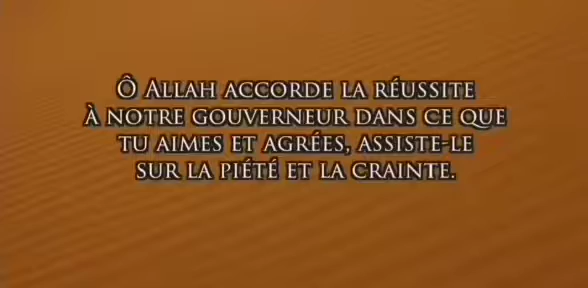 Ô ALLAH ACCORDE LA RÉUSSITE
À NOTRE GOUVERNEUR DANS CE QUE
TU AIMES ET AGRÉES, ASSISTE-LE
SUR LA PIÉTÉ ET LA CRAINTE.